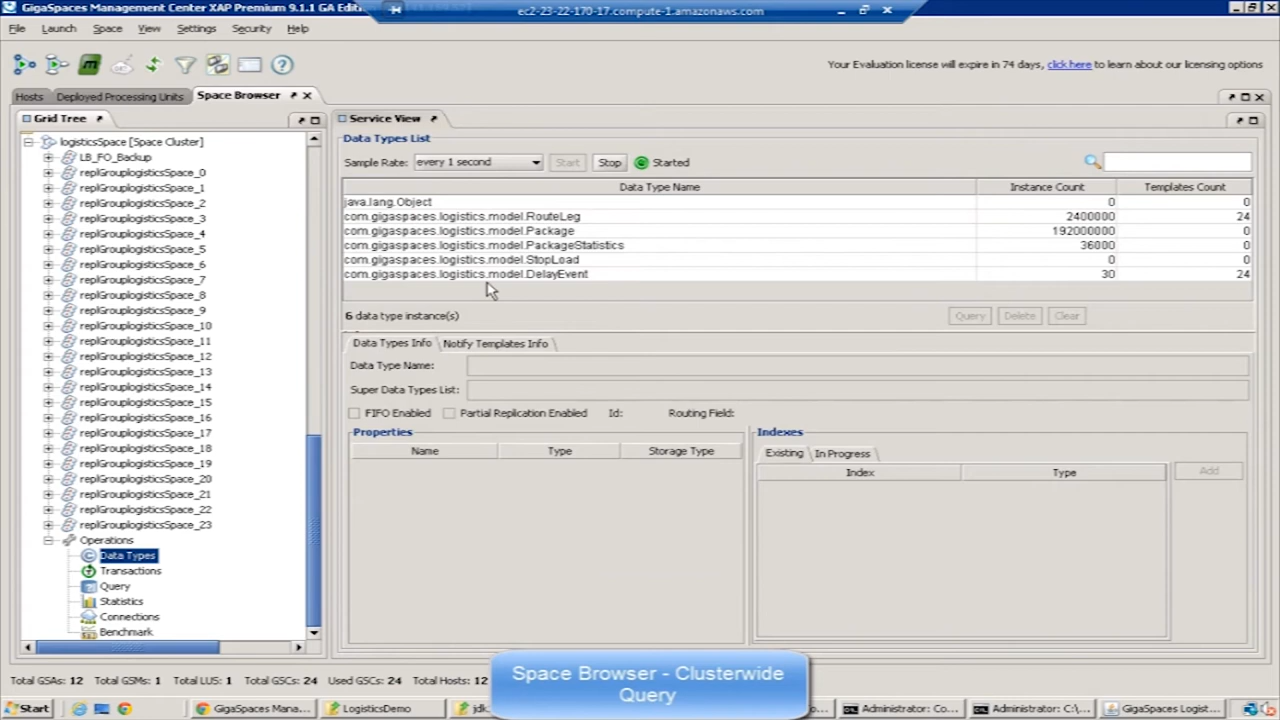 GigaSpaces Management Center XAP Premium 9.1.1 GA Edition
ec2-23-22-170-17.compute-1.amazonaws.com
File Launch Space View Settings Security Help
Your Evaluation license will expire in 74 days, click here to learn about our licensing options
Hosts Deployed Processing Units Space Browser
Grid Tree
logisticsSpace [Space Cluster]
LB_FO_Backup
replGrouplogisticsSpace_0
replGrouplogisticsSpace_1
replGrouplogisticsSpace_2
replGrouplogisticsSpace_3
replGrouplogisticsSpace_4
replGrouplogisticsSpace_5
replGrouplogisticsSpace_6
replGrouplogisticsSpace_7
replGrouplogisticsSpace_8
replGrouplogisticsSpace_9
replGrouplogisticsSpace_10
replGrouplogisticsSpace_11
replGrouplogisticsSpace_12
replGrouplogisticsSpace_13
replGrouplogisticsSpace_14
replGrouplogisticsSpace_15
replGrouplogisticsSpace_16
replGrouplogisticsSpace_17
replGrouplogisticsSpace_18
replGrouplogisticsSpace_19
replGrouplogisticsSpace_20
replGrouplogisticsSpace_21
replGrouplogisticsSpace_22
replGrouplogisticsSpace_23
Operations
Data Types
Transactions
Query
Statistics
Connections
Benchmark
Service View
Data Types List
Sample Rate: every 1 second Start Stop Started
Data Type Name Instance Count Templates Count
java.lang.Object 0 0
com.gigaspaces.logistics.model.RouteLeg 2400000 24
com.gigaspaces.logistics.model.Package 192000000 0
com.gigaspaces.logistics.model.PackageStatistics 36000 0
com.gigaspaces.logistics.model.StopLoad 0 0
com.gigaspaces.logistics.model.DelayEvent 30 24
6 data type instance(s) Query Delete Clear
Data Types Info Notify Templates Info
Data Type Name:
Super Data Types List:
FIFO Enabled Partial Replication Enabled Id: Routing Field:
Properties
Name Type Storage Type
Indexes
Existing In Progress
Index Type Add
Total GSAs: 12 Total GSMs: 1 Total LUS: 1 Total GSCs: 24 Used GSCs: 24 Total Hosts: 12
Space Browser - Clusterwide
Query
Start GigaSpaces Mana... LogisticsDemo jdk Administrator: Co... Administrator: C:\... GigaSpaces Logist...